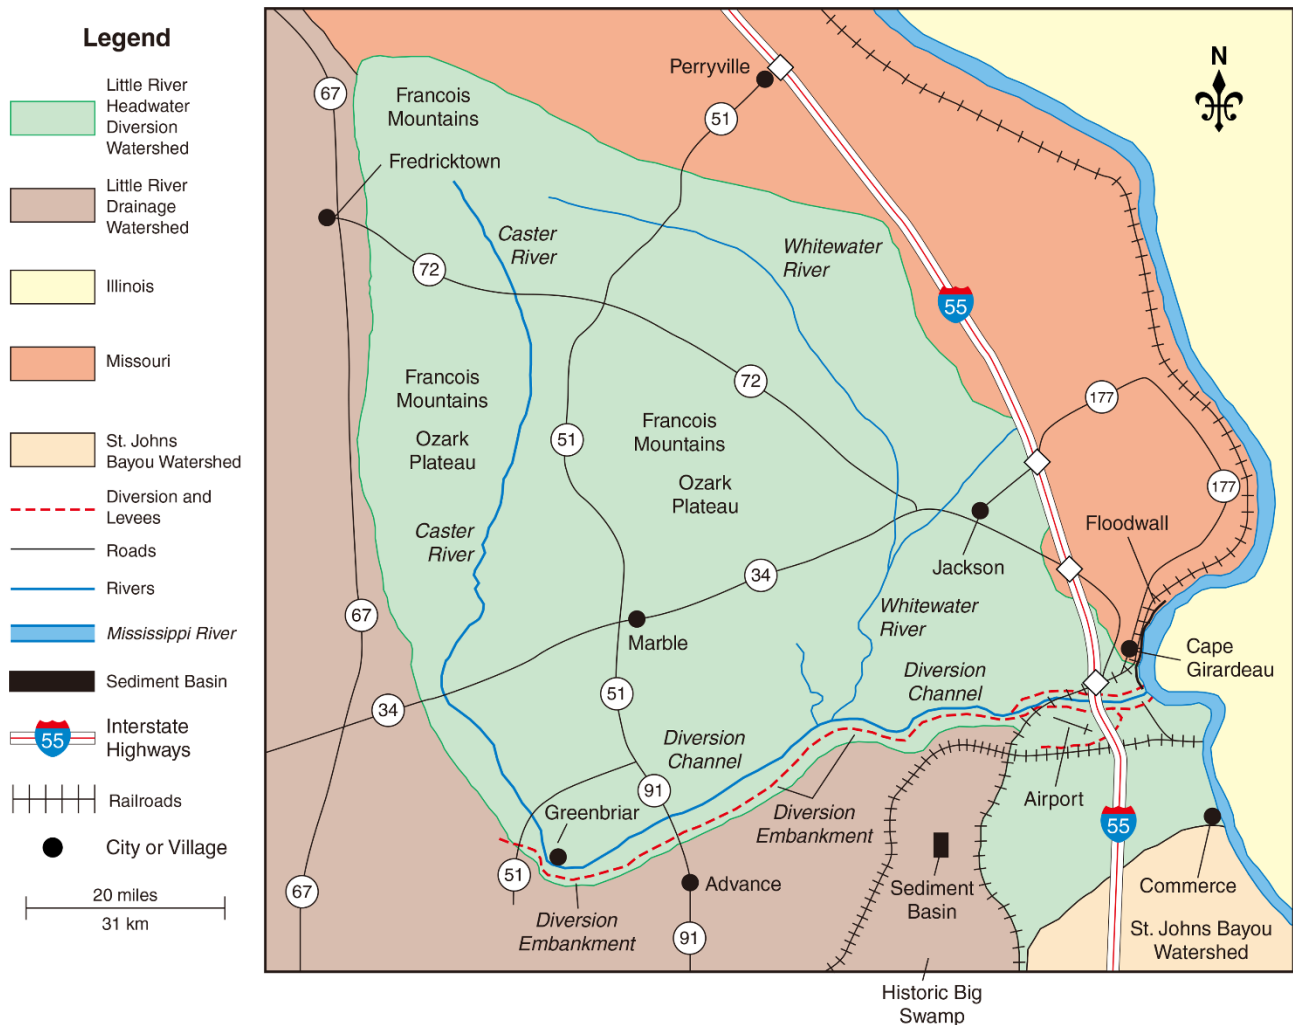 Legend
Little River
Headwater
Diversion
Watershed
Little River
Drainage
Watershed
Illinois
Missouri
St. Johns
Bayou Watershed
Diversion and
Levees
Roads
Rivers
Mississippi River
Sediment Basin
55
Interstate
Highways
Railroads
City or Village
20 miles
31 km
N
Perryville
67
Francois
Mountains
51
Fredricktown
Caster
River
Whitewater
River
72
55
Francois
Mountains
72
177
Ozark
Plateau
51
Francois
Mountains
Ozark
Plateau
177
Floodwall
Caster
River
Jackson
34
67
Marble
Whitewater
River
Cape
Girardeau
Diversion
Channel
51
34
Diversion
Channel
91
Greenbriar
Diversion
Embankment
Airport
55
51
67
Advance
Sediment
Basin
Commerce
Diversion
Embankment
91
St. Johns Bayou
Watershed
Historic Big
Swamp